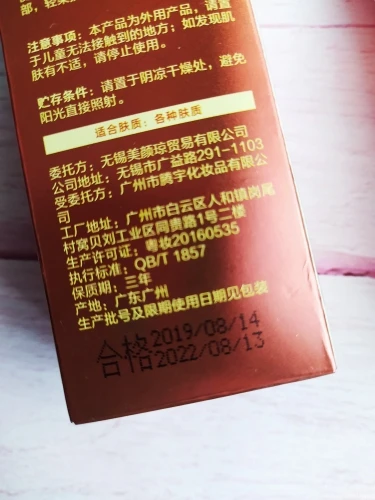 注意事项：本产品为外用产品，请置
于儿童无法接触到的地方；如发现肌
肤有不适，请停止使用。
贮存条件：请置于阴凉干燥处，避免
阳光直接照射。
适合肤质：各种肤质
委托方：无锡美颜琼贸易有限公司
公司地址：无锡市广益路291-1103
受委托方：广州市腾宇化妆品有限公
司
工厂地址：广州市白云区人和镇岗尾
村窝贝刘工业区同贵路1号二楼
生产许可证：粤妆20160535
执行标准：QB/T 1857
保质期：三年
产地：广东广州
生产批号及限期使用日期见包装
合格2019/08/14
2022/08/13